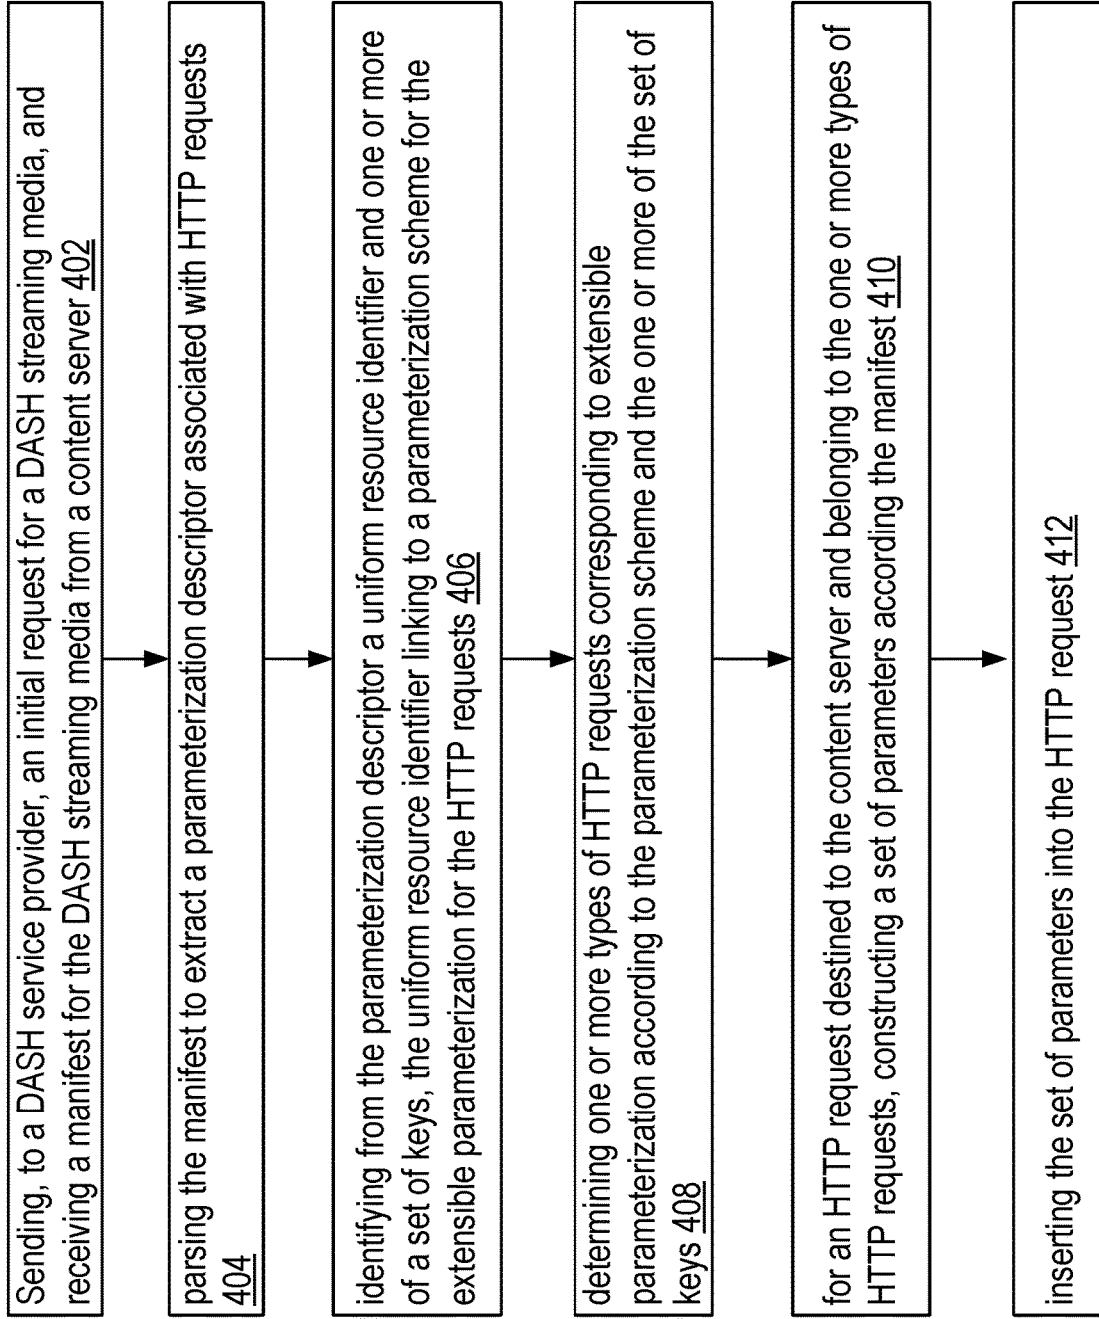 Sending, to a DASH service provider, an initial request for a DASH streaming media, and
receiving a manifest for the DASH streaming media from a content server 402
parsing the manifest to extract a parameterization descriptor associated with HTTP requests
404
identifying from the parameterization descriptor a uniform resource identifier and one or more
of a set of keys, the uniform resource identifier linking to a parameterization scheme for the
extensible parameterization for the HTTP requests 406
determining one or more types of HTTP requests corresponding to extensible
parameterization according to the parameterization scheme and the one or more of the set of
keys 408
for an HTTP request destined to the content server and belonging to the one or more types of
HTTP requests, constructing a set of parameters according the manifest 410
inserting the set of parameters into the HTTP request 412